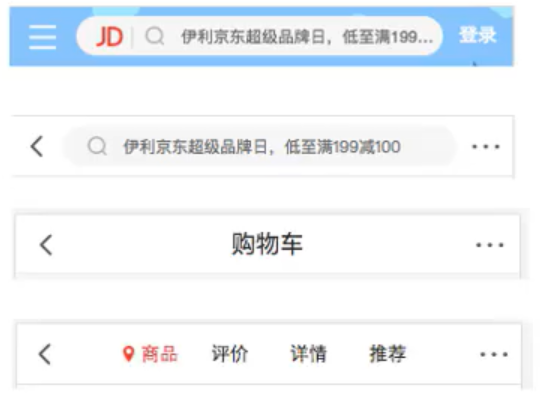 JD 伊利京东超级品牌日，低至满199... 登录
伊利京东超级品牌日，低至满199减100 ...
购物车 ...
商品 评价 详情 推荐 ...